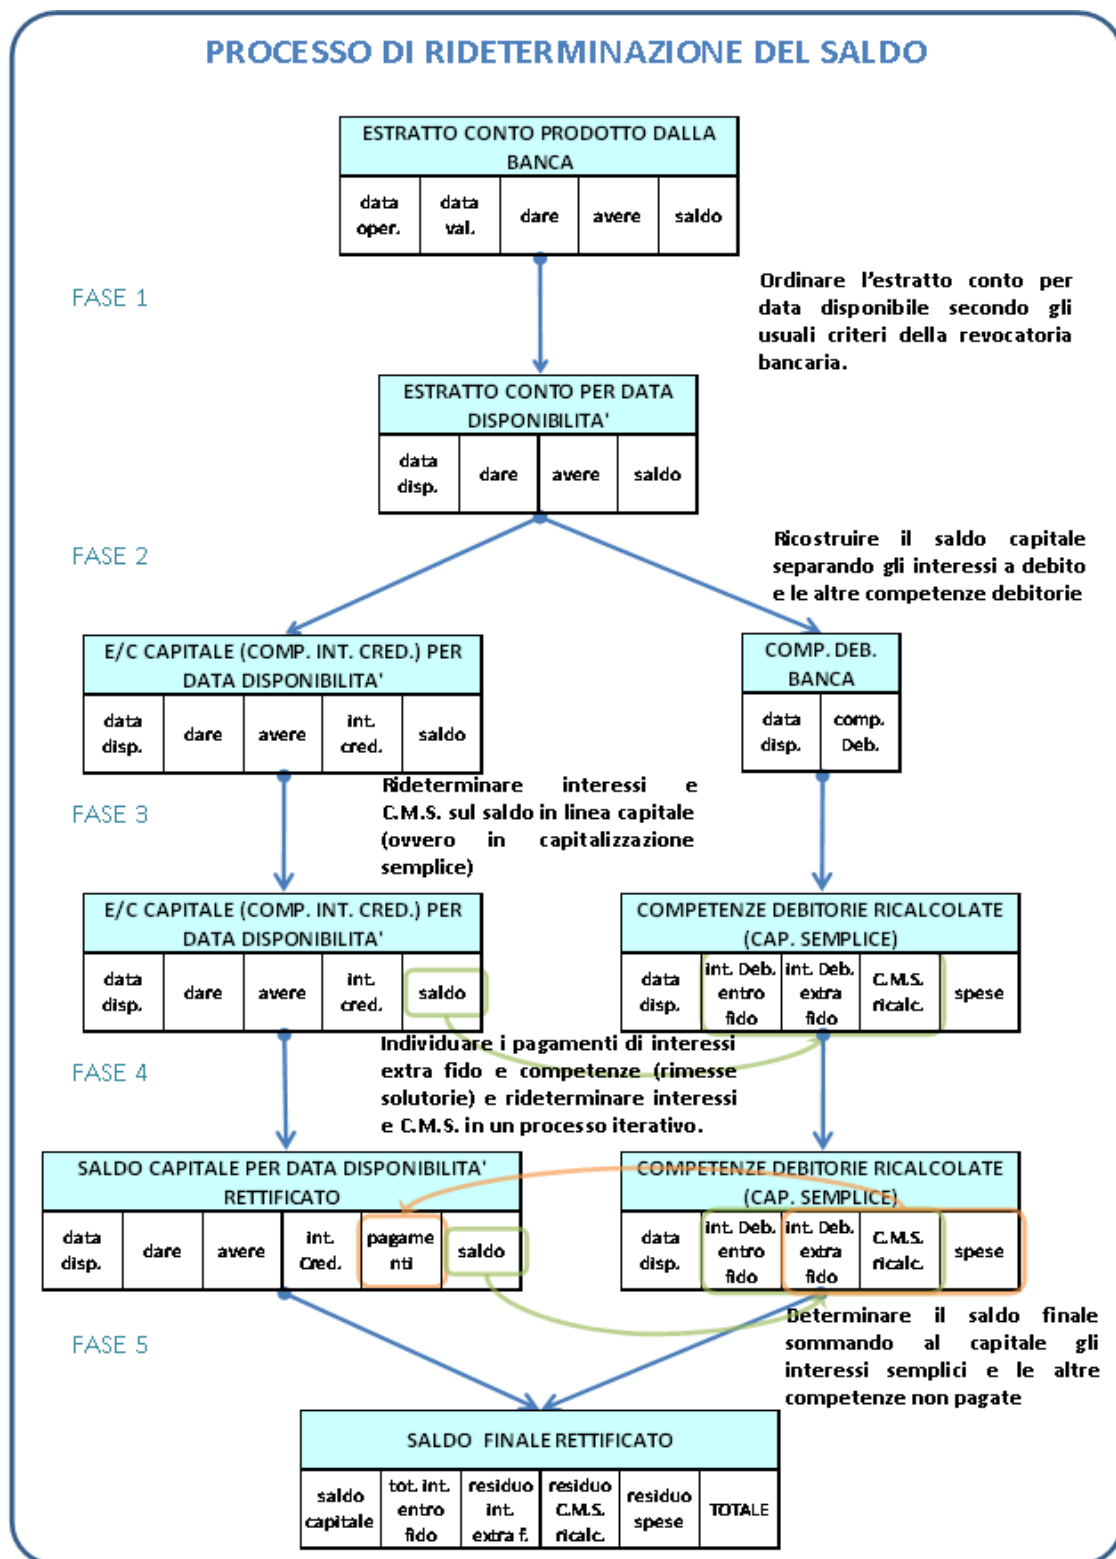 PROCESSO DI RIDETERMINAZIONE DEL SALDO
ESTRATTO CONTO PRODOTTO DALLA
BANCA
data
oper.
data
val.
dare
avere
saldo
FASE 1
Ordinare l'estratto conto per
data disponibile secondo gli
usuali criteri della revocatoria
bancaria.
ESTRATTO CONTO PER DATA
DISPONIBILITA'
data
disp.
dare
avere
saldo
FASE 2
Ricostruire il saldo capitale
separando gli interessi a debito
e le altre competenze debitorie
E/C CAPITALE (COMP. INT. CRED.) PER
DATA DISPONIBILITA'
data
disp.
dare
avere
int.
cred.
saldo
COMP. DEB.
BANCA
data
disp.
comp.
Deb.
FASE 3
Rideterminare interessi e
C.M.S. sul saldo in linea capitale
(ovvero in capitalizzazione
semplice)
E/C CAPITALE (COMP. INT. CRED.) PER
DATA DISPONIBILITA'
data
disp.
dare
avere
int.
cred.
saldo
COMPETENZE DEBITORIE RICALCOLATE
(CAP. SEMPLICE)
data
disp.
int. Deb.
entro
fido
int. Deb.
extra
fido
C.M.S.
ricalc.
spese
FASE 4
Individuare i pagamenti di interessi
extra fido e competenze (rimesse
solutorie) e rideterminare interessi
e C.M.S. in un processo iterativo.
SALDO CAPITALE PER DATA DISPONIBILITA'
RETTIFICATO
data
disp.
dare
avere
int.
Cred.
pagame
nti
saldo
COMPETENZE DEBITORIE RICALCOLATE
(CAP. SEMPLICE)
data
disp.
int. Deb.
entro
fido
int. Deb.
extra
fido
C.M.S.
ricalc.
spese
FASE 5
Determinare il saldo finale
sommando al capitale gli
interessi semplici e le altre
competenze non pagate
SALDO FINALE RETTIFICATO
saldo
capitale
tot. int.
entro
fido
residuo
int.
extra f.
residuo
C.M.S.
ricalc.
residuo
spese
TOTALE